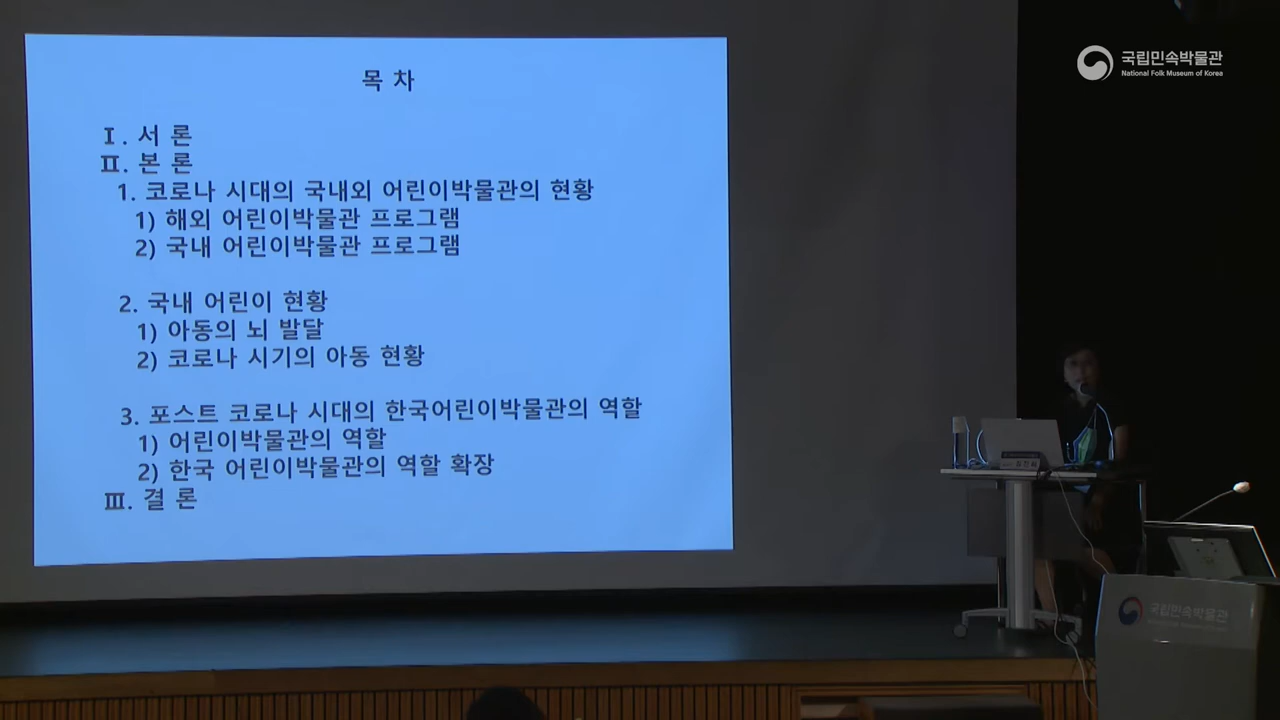 목 차
Ⅰ. 서 론
Ⅱ. 본 론
1. 코로나 시대의 국내외 어린이박물관의 현황
1) 해외 어린이박물관 프로그램
2) 국내 어린이박물관 프로그램
2. 국내 어린이 현황
1) 아동의 뇌 발달
2) 코로나 시기의 아동 현황
3. 포스트 코로나 시대의 한국어린이박물관의 역할
1) 어린이박물관의 역할
2) 한국 어린이박물관의 역할 확장
Ⅲ. 결 론
국립민속박물관
National Folk Museum of Korea
국립민속박물관